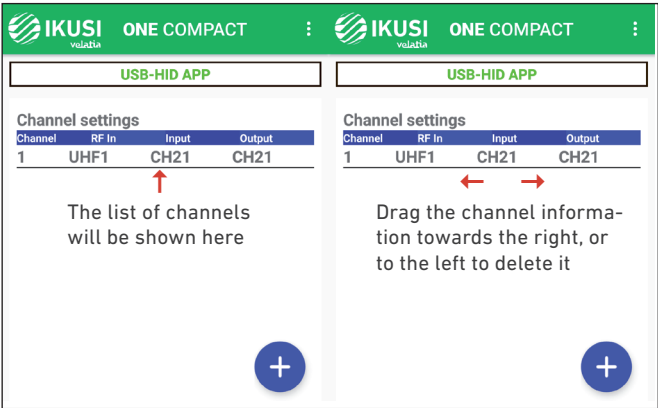 IKUSI velatia ONE COMPACT
USB-HID APP
Channel settings
Channel RF In Input Output
1 UHF1 CH21 CH21
The list of channels
will be shown here
+
IKUSI velatia ONE COMPACT
USB-HID APP
Channel settings
Channel RF In Input Output
1 UHF1 CH21 CH21
Drag the channel informa-
tion towards the right, or
to the left to delete it
+